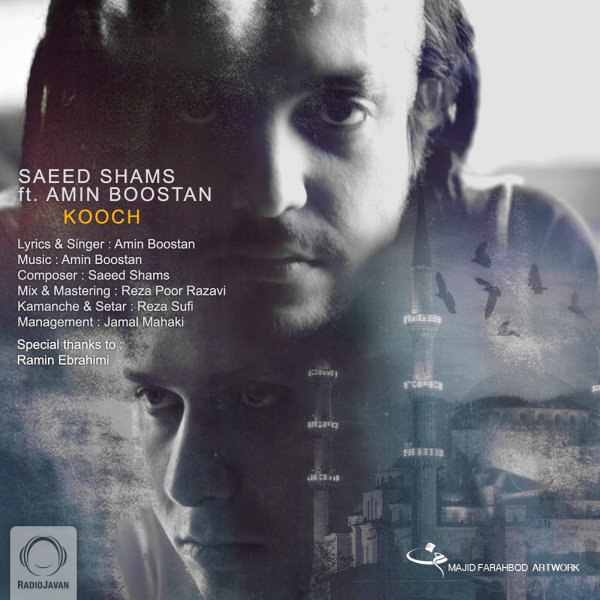 SAEED SHAMS
ft. AMIN BOOSTAN
KOOCH
Lyrics & Singer : Amin Boostan
Music : Amin Boostan
Composer : Saeed Shams
Mix & Mastering : Reza Poor Razavi
Kamanche & Setar : Reza Sufi
Management : Jamal Mahaki
Special thanks to :
Ramin Ebrahimi
RADIOJAVAN
MAJID FARAHBOD ARTWORK